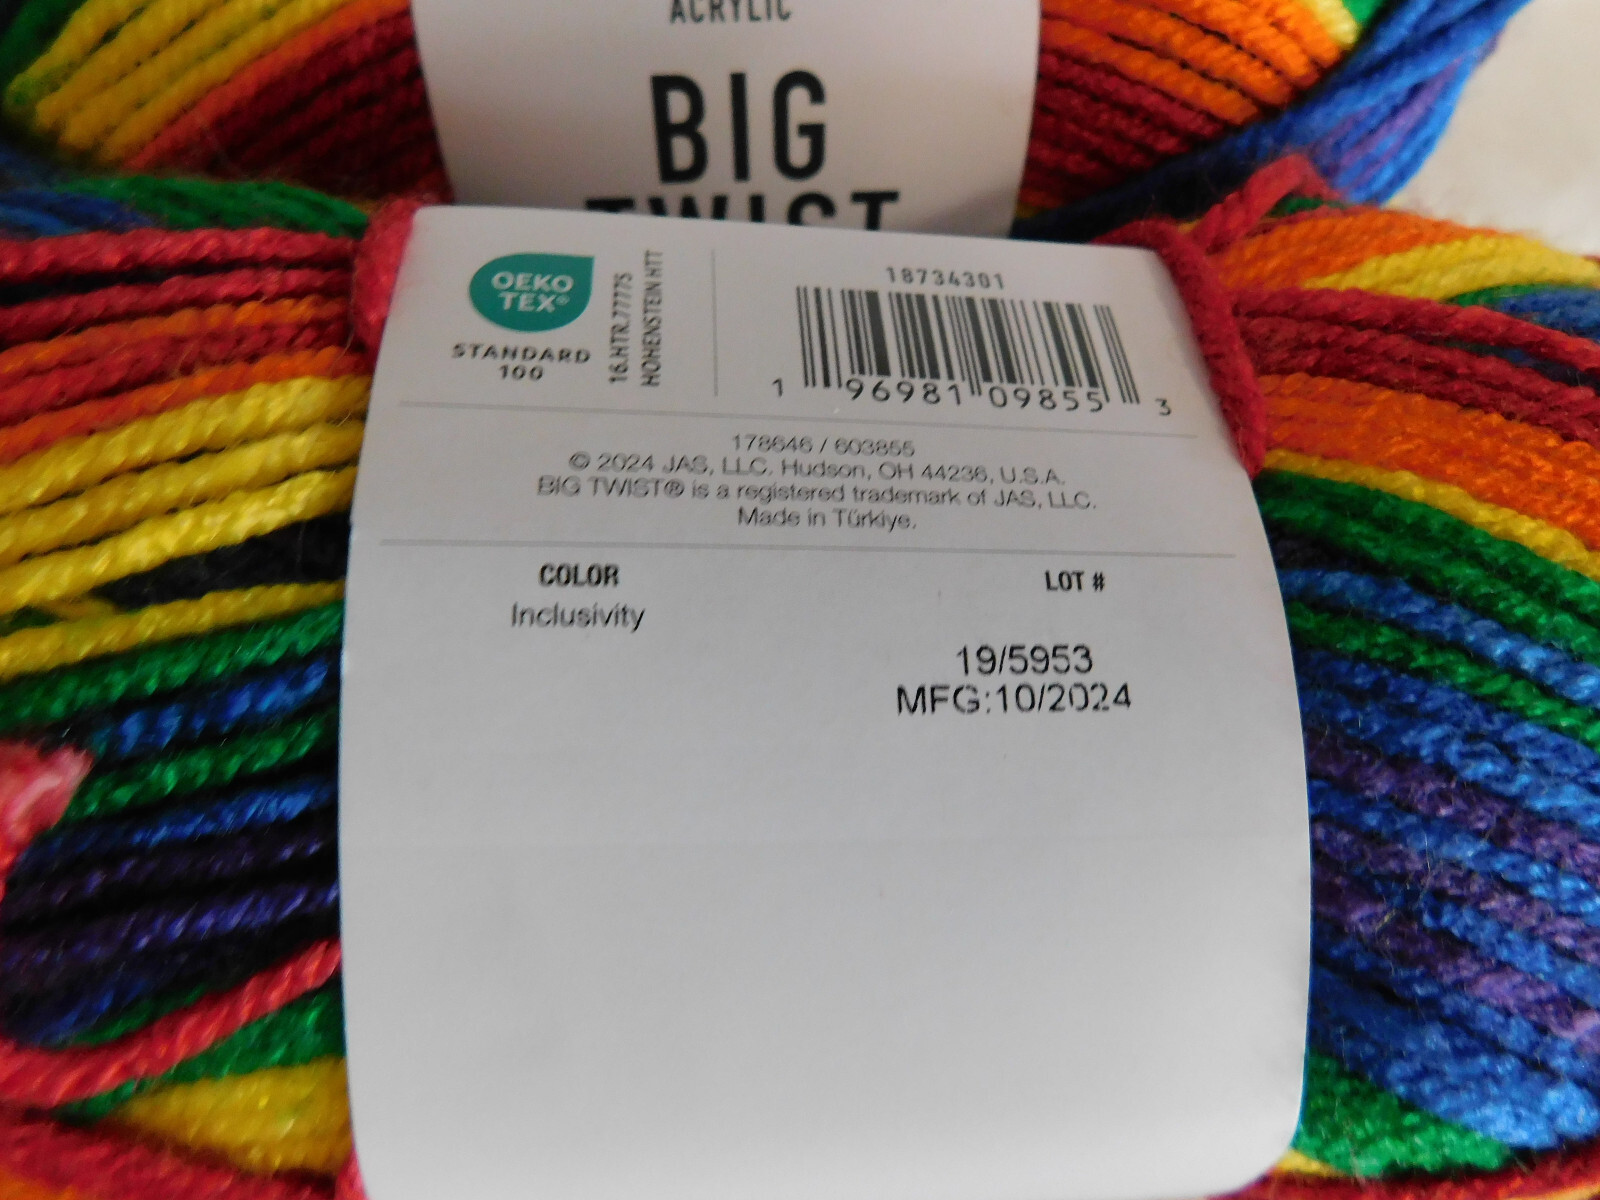 ACRYLIC
BIG
TWIST
OEKO
TEX®
STANDARD
100
16.HTR.77775
HOHENSTEIN HTT
18734301
1 96981 09855 3
178646 / 603855
© 2024 JAS, LLC. Hudson, OH 44236, U.S.A.
BIG TWIST® is a registered trademark of JAS, LLC.
Made in Türkiye.
COLOR
Inclusivity
LOT #
19/5953
MFG:10/2024